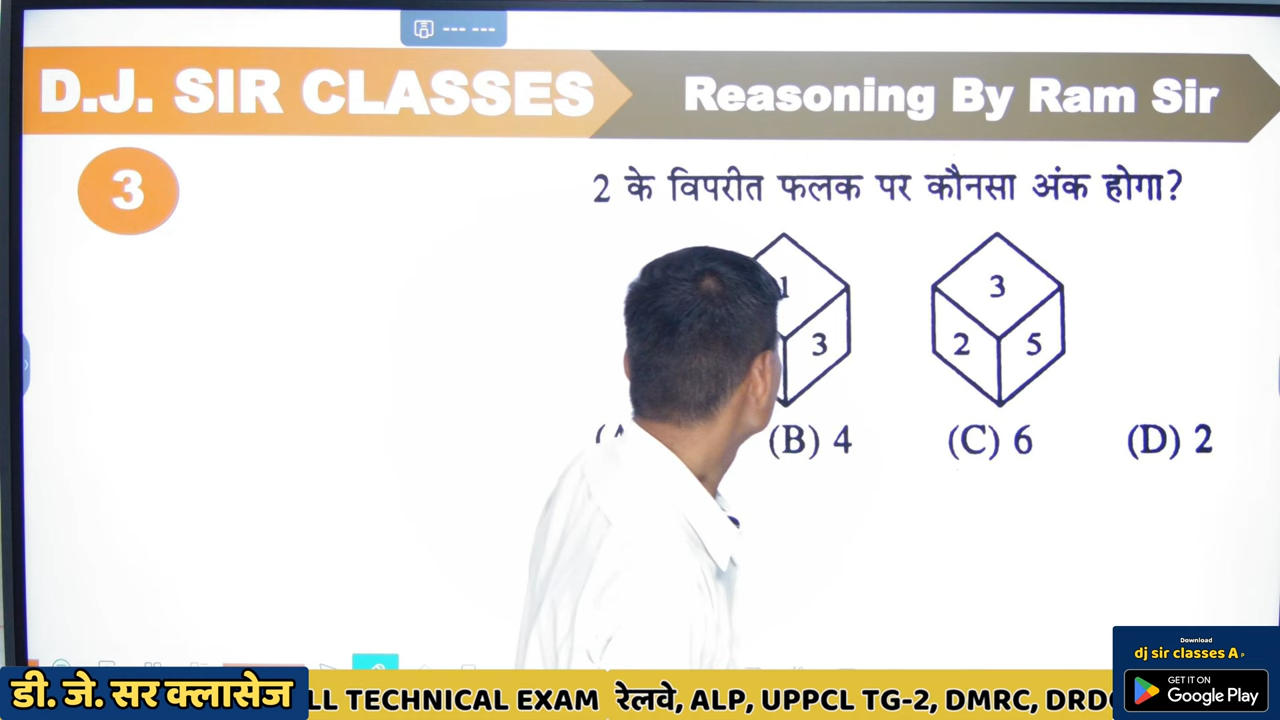 D.J. SIR CLASSES
Reasoning By Ram Sir
3
2 के विपरीत फलक पर कौनसा अंक होगा?
1
3
3
2
5
(B) 4
(C) 6
(D) 2
Download
dj sir classes A
GET IT ON
Google Play
डी. जे. सर क्लासेज
LL TECHNICAL EXAM रेलवे, ALP, UPPCL TG-2, DMRC, DRD